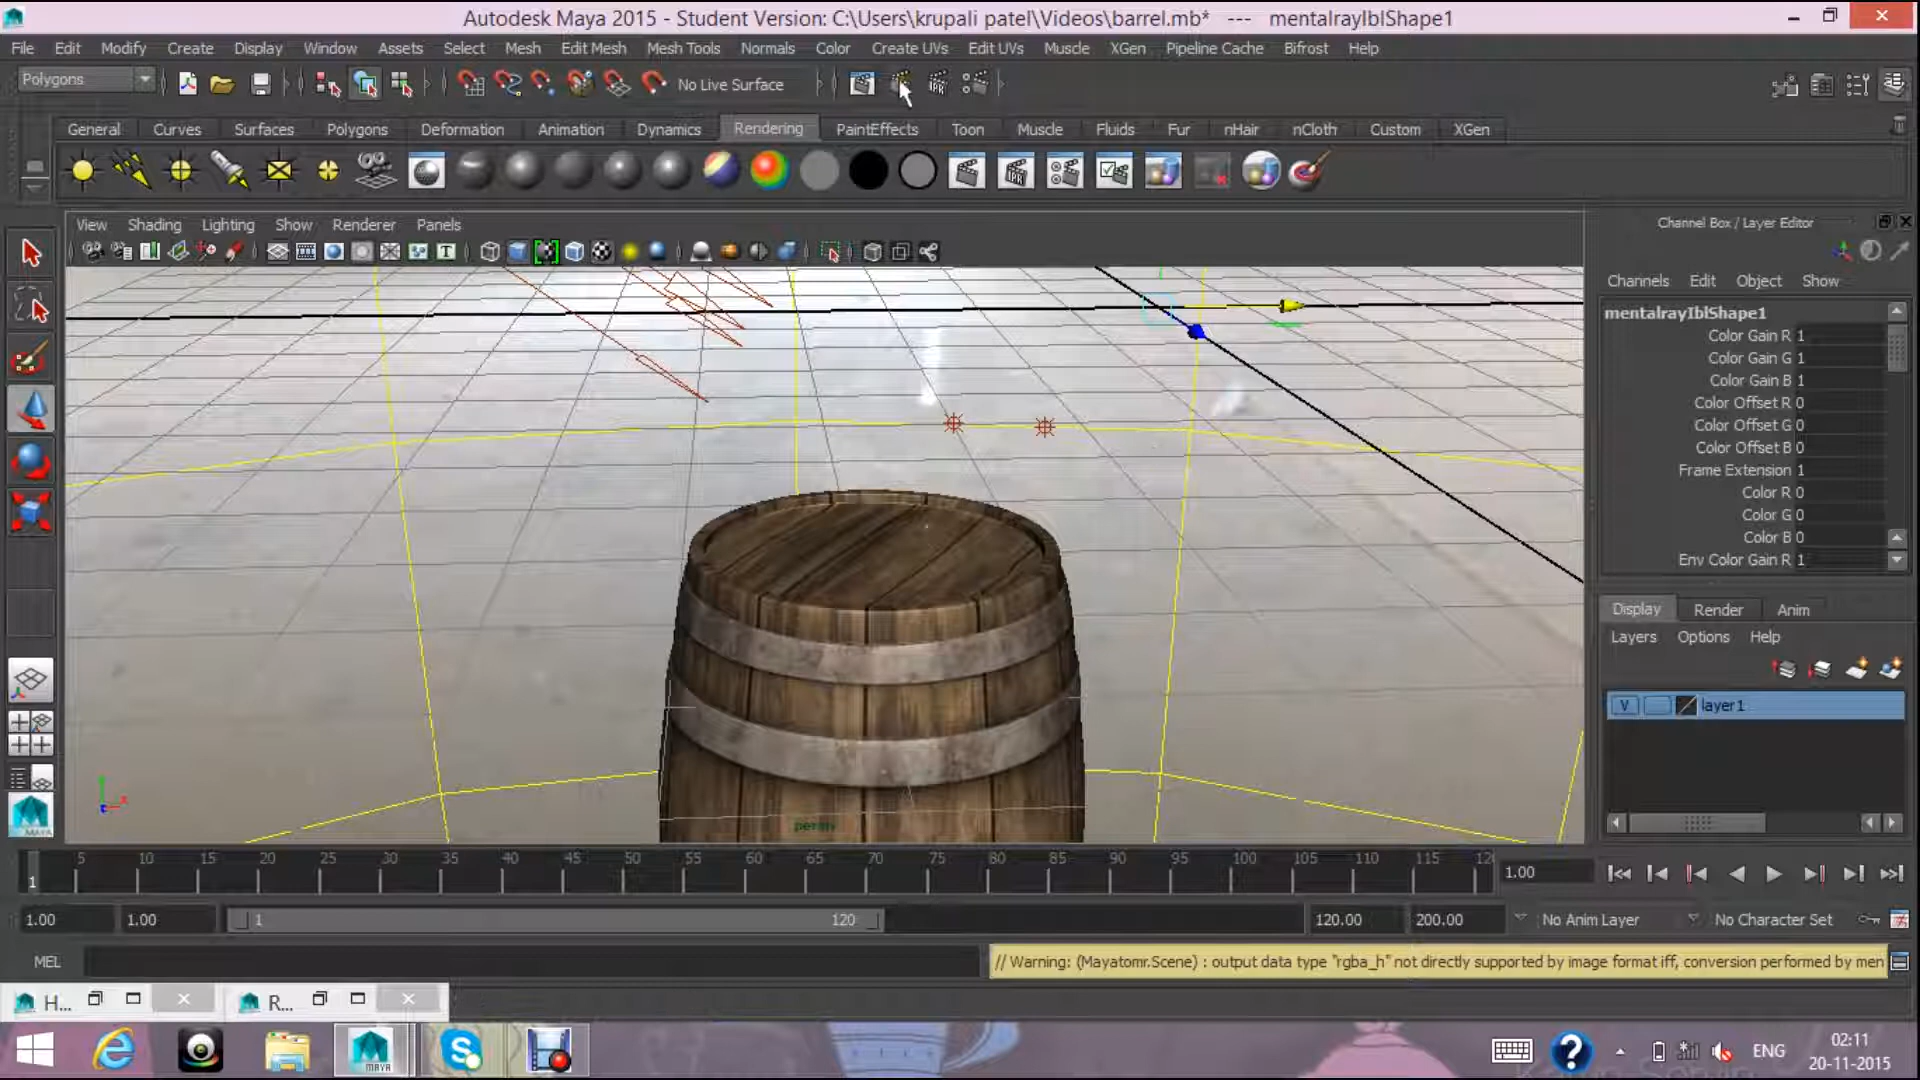 Autodesk Maya 2015 - Student Version: C:\Users\krupali patel\Videos\barrel.mb* --- mentalrayIblShape1
File Edit Modify Create Display Window Assets Select Mesh Edit Mesh Mesh Tools Normals Color Create UVs Edit UVs Muscle XGen Pipeline Cache Bifrost Help
Polygons No Live Surface IPR
General Curves Surfaces Polygons Deformation Animation Dynamics Rendering PaintEffects Toon Muscle Fluids Fur nHair nCloth Custom XGen
IPR
View Shading Lighting Show Renderer Panels
T
Channel Box / Layer Editor
Channels Edit Object Show
mentalrayIblShape1
Color Gain R 1
Color Gain G 1
Color Gain B 1
Color Offset R 0
Color Offset G 0
Color Offset B 0
Frame Extension 1
Color R 0
Color G 0
Color B 0
Env Color Gain R 1
Display Render Anim
Layers Options Help
V layer1
persp
MAYA
5 10 15 20 25 30 35 40 45 50 55 60 65 70 75 80 85 90 95 100 105 110 115 12
1 1.00
1.00 1.00 1 120 120.00 200.00 No Anim Layer No Character Set
MEL // Warning: (Mayatomr.Scene) : output data type "rgba_h" not directly supported by image format iff, conversion performed by men
H... R...
MAYA
ENG
02:11
20-11-2015